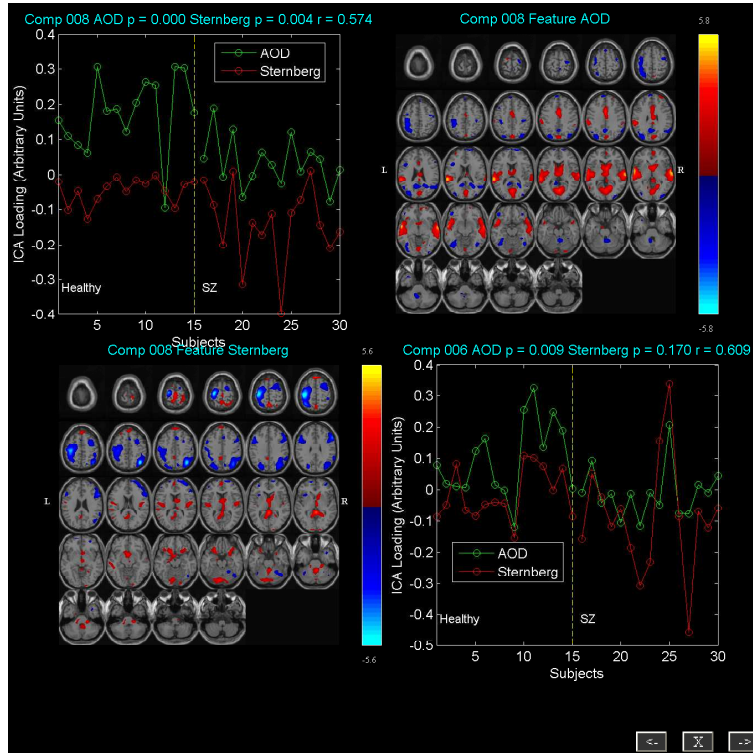 Comp 008 AOD p = 0.000 Sternberg p = 0.004 r = 0.574
0.4
0.3
0.2
0.1
0
-0.1
-0.2
-0.3
-0.4
ICA Loading (Arbitrary Units)
AOD
Sternberg
Healthy
SZ
5
10
15
20
25
30
Subjects
Comp 008 Feature AOD
L
R
5.8
-5.8
Comp 008 Feature Sternberg
L
R
5.6
-5.6
Comp 006 AOD p = 0.009 Sternberg p = 0.170 r = 0.609
0.4
0.3
0.2
0.1
0
-0.1
-0.2
-0.3
-0.4
-0.5
ICA Loading (Arbitrary Units)
AOD
Sternberg
Healthy
SZ
5
10
15
20
25
30
Subjects
<-
X
->